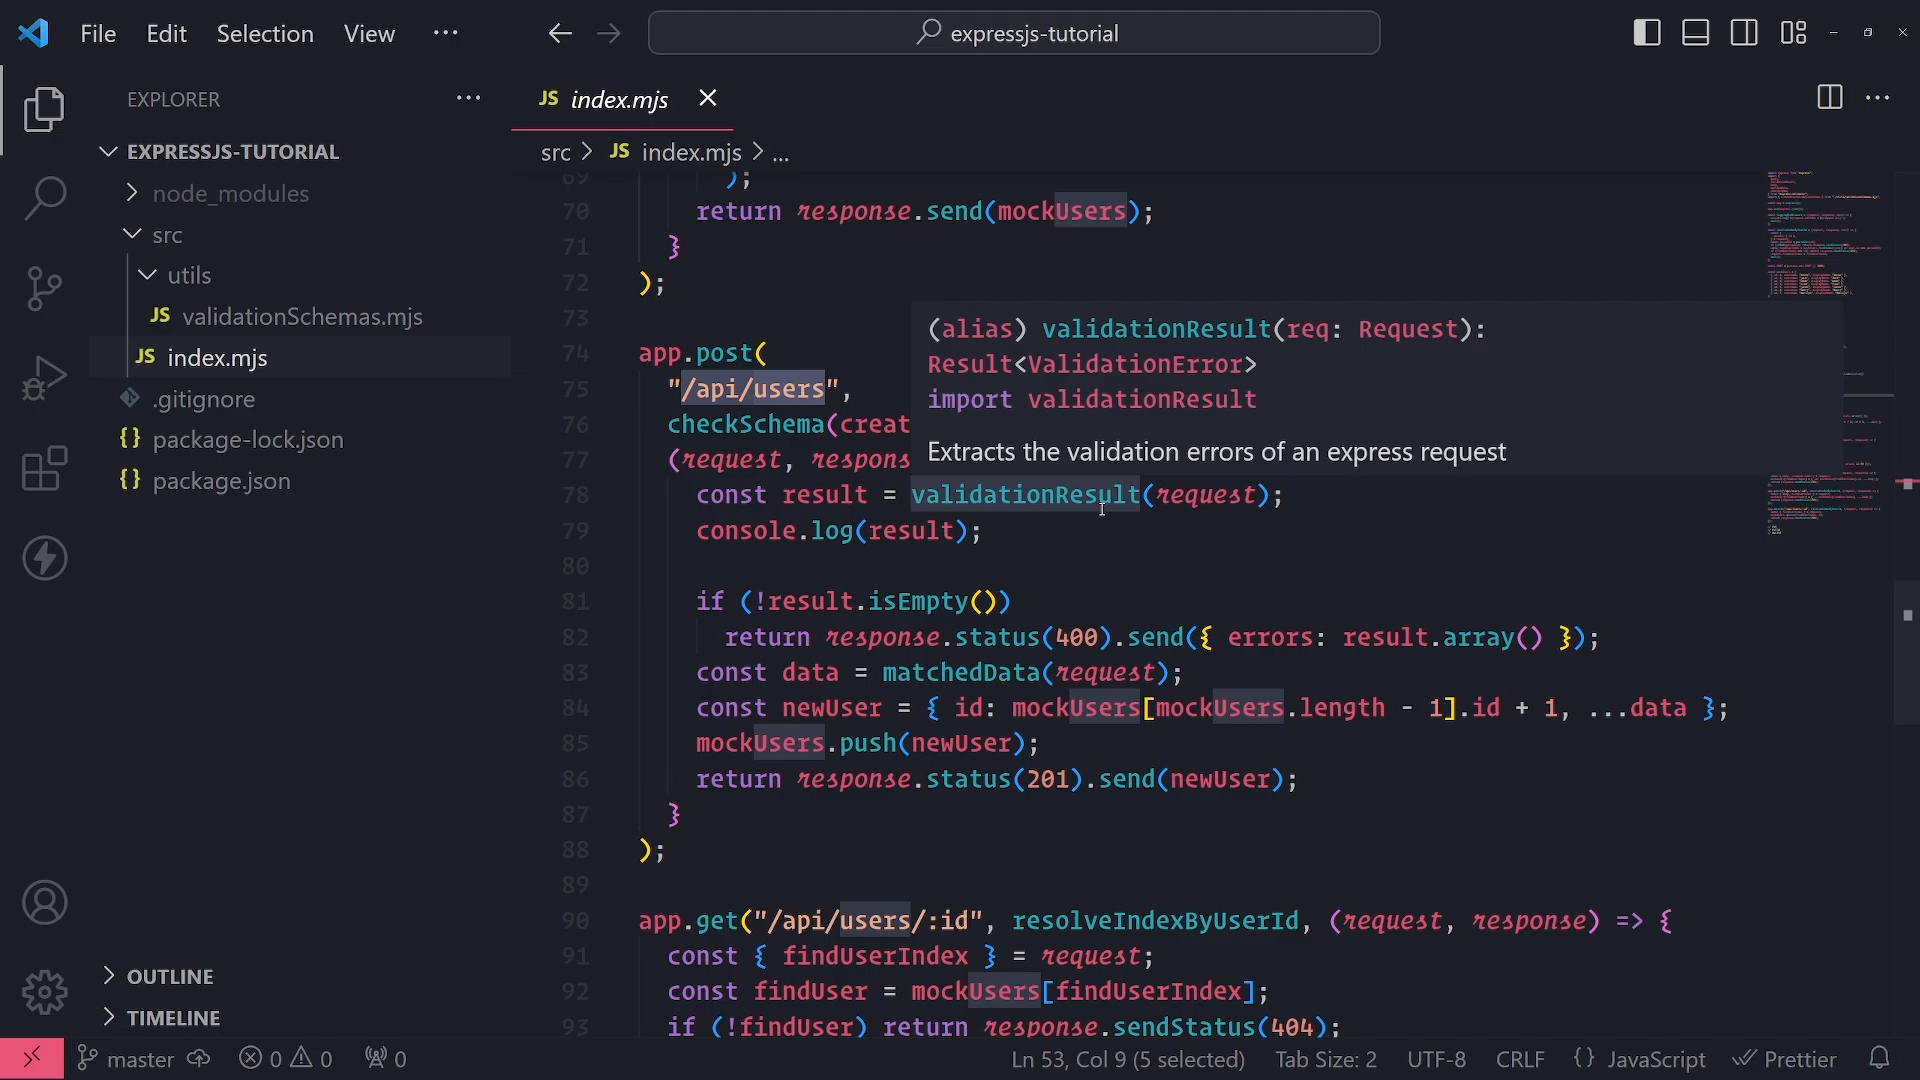 File Edit Selection View ··· expressjs-tutorial
EXPLORER ···
EXPRESSJS-TUTORIAL
node_modules
src
utils
JS validationSchemas.mjs
JS index.mjs
.gitignore
{} package-lock.json
{} package.json
OUTLINE
TIMELINE
JS index.mjs
src > JS index.mjs > ...
69 );
70 return response.send(mockUsers);
71 }
72 );
73
74 app.post(
75 "/api/users",
76 checkSchema(creat
77 (request, respons
78 const result = validationResult(request);
79 console.log(result);
80
81 if (!result.isEmpty())
82 return response.status(400).send({ errors: result.array() });
83 const data = matchedData(request);
84 const newUser = { id: mockUsers[mockUsers.length - 1].id + 1, ...data };
85 mockUsers.push(newUser);
86 return response.status(201).send(newUser);
87 }
88 );
89
90 app.get("/api/users/:id", resolveIndexByUserId, (request, response) => {
91 const { findUserIndex } = request;
92 const findUser = mockUsers[findUserIndex];
93 if (!findUser) return response.sendStatus(404);
(alias) validationResult(req: Request):
Result<ValidationError>
import validationResult
Extracts the validation errors of an express request
master 0 0 0 Ln 53, Col 9 (5 selected) Tab Size: 2 UTF-8 CRLF {} JavaScript Prettier